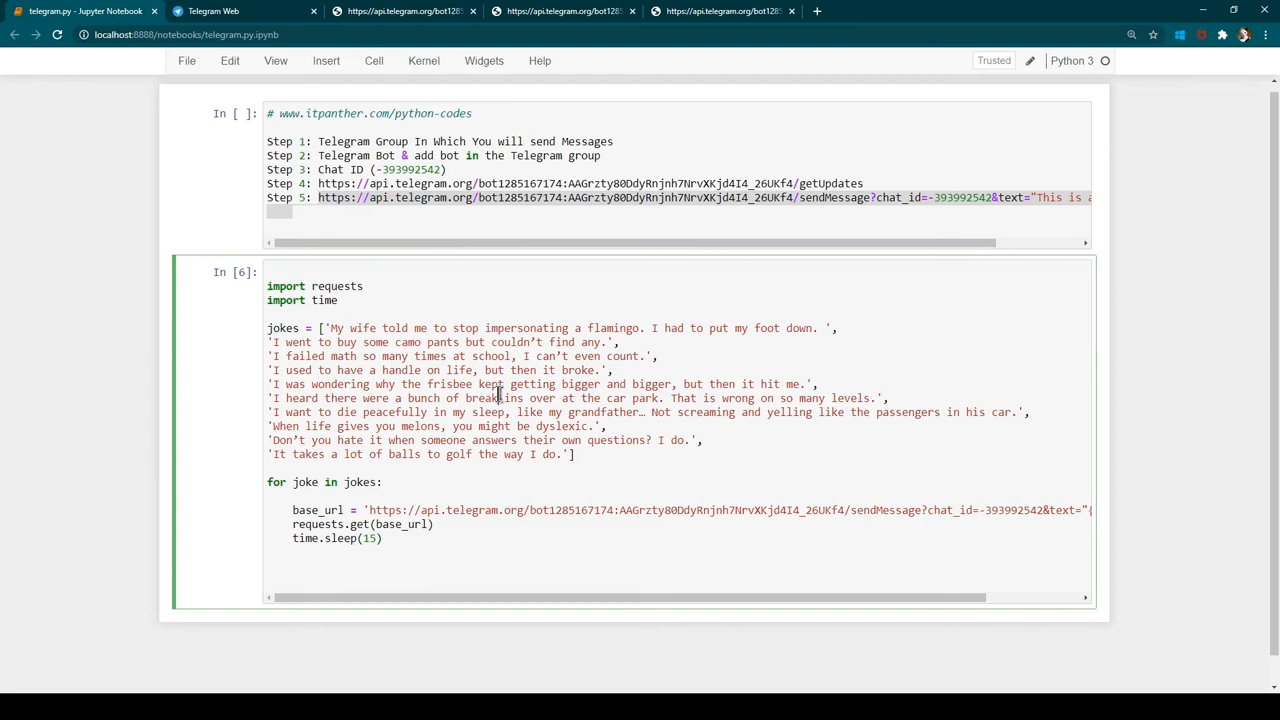 telegram.py - Jupyter Notebook
Telegram Web
https://api.telegram.org/bot1285
https://api.telegram.org/bot1285
https://api.telegram.org/bot1285
localhost:8888/notebooks/telegram.py.ipynb
File Edit View Insert Cell Kernel Widgets Help Trusted Python 3
In [ ]: # www.itpanther.com/python-codes
Step 1: Telegram Group In Which You will send Messages
Step 2: Telegram Bot & add bot in the Telegram group
Step 3: Chat ID (-393992542)
Step 4: https://api.telegram.org/bot1285167174:AAGrzty80DdyRnjnh7NrvXKjd4I4_26UKf4/getUpdates
Step 5: https://api.telegram.org/bot1285167174:AAGrzty80DdyRnjnh7NrvXKjd4I4_26UKf4/sendMessage?chat_id=-393992542&text="This is a
In [6]:
import requests
import time
jokes = ['My wife told me to stop impersonating a flamingo. I had to put my foot down. ',
'I went to buy some camo pants but couldn’t find any.',
'I failed math so many times at school, I can’t even count.',
'I used to have a handle on life, but then it broke.',
'I was wondering why the frisbee kept getting bigger and bigger, but then it hit me.',
'I heard there were a bunch of break-ins over at the car park. That is wrong on so many levels.',
'I want to die peacefully in my sleep, like my grandfather… Not screaming and yelling like the passengers in his car.',
'When life gives you melons, you might be dyslexic.',
'Don’t you hate it when someone answers their own questions? I do.',
'It takes a lot of balls to golf the way I do.']
for joke in jokes:
base_url = 'https://api.telegram.org/bot1285167174:AAGrzty80DdyRnjnh7NrvXKjd4I4_26UKf4/sendMessage?chat_id=-393992542&text="{
requests.get(base_url)
time.sleep(15)